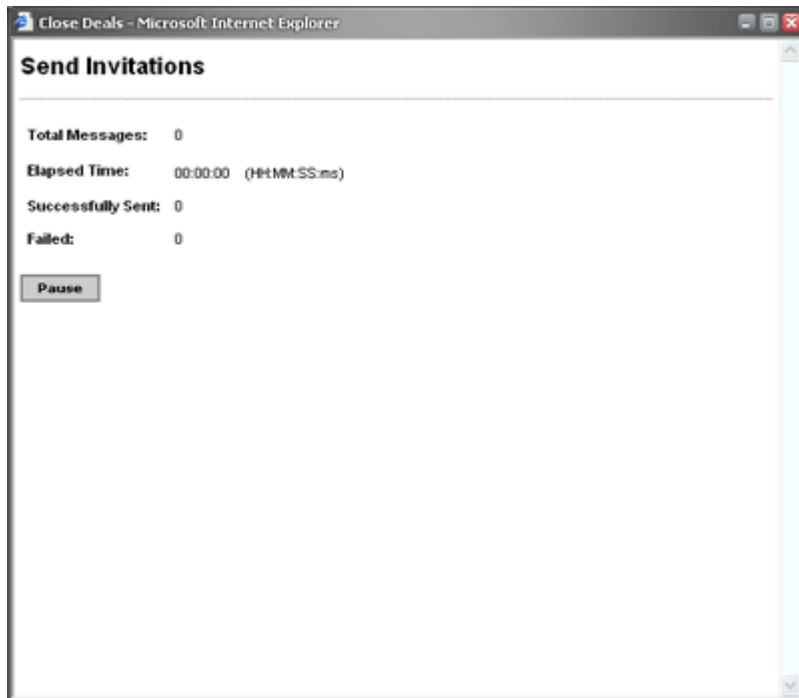 Close Deals - Microsoft Internet Explorer
Send Invitations
Total Messages: 0
Elapsed Time: 00:00:00 (HH:MM:SS:ms)
Successfully Sent: 0
Failed: 0
Pause